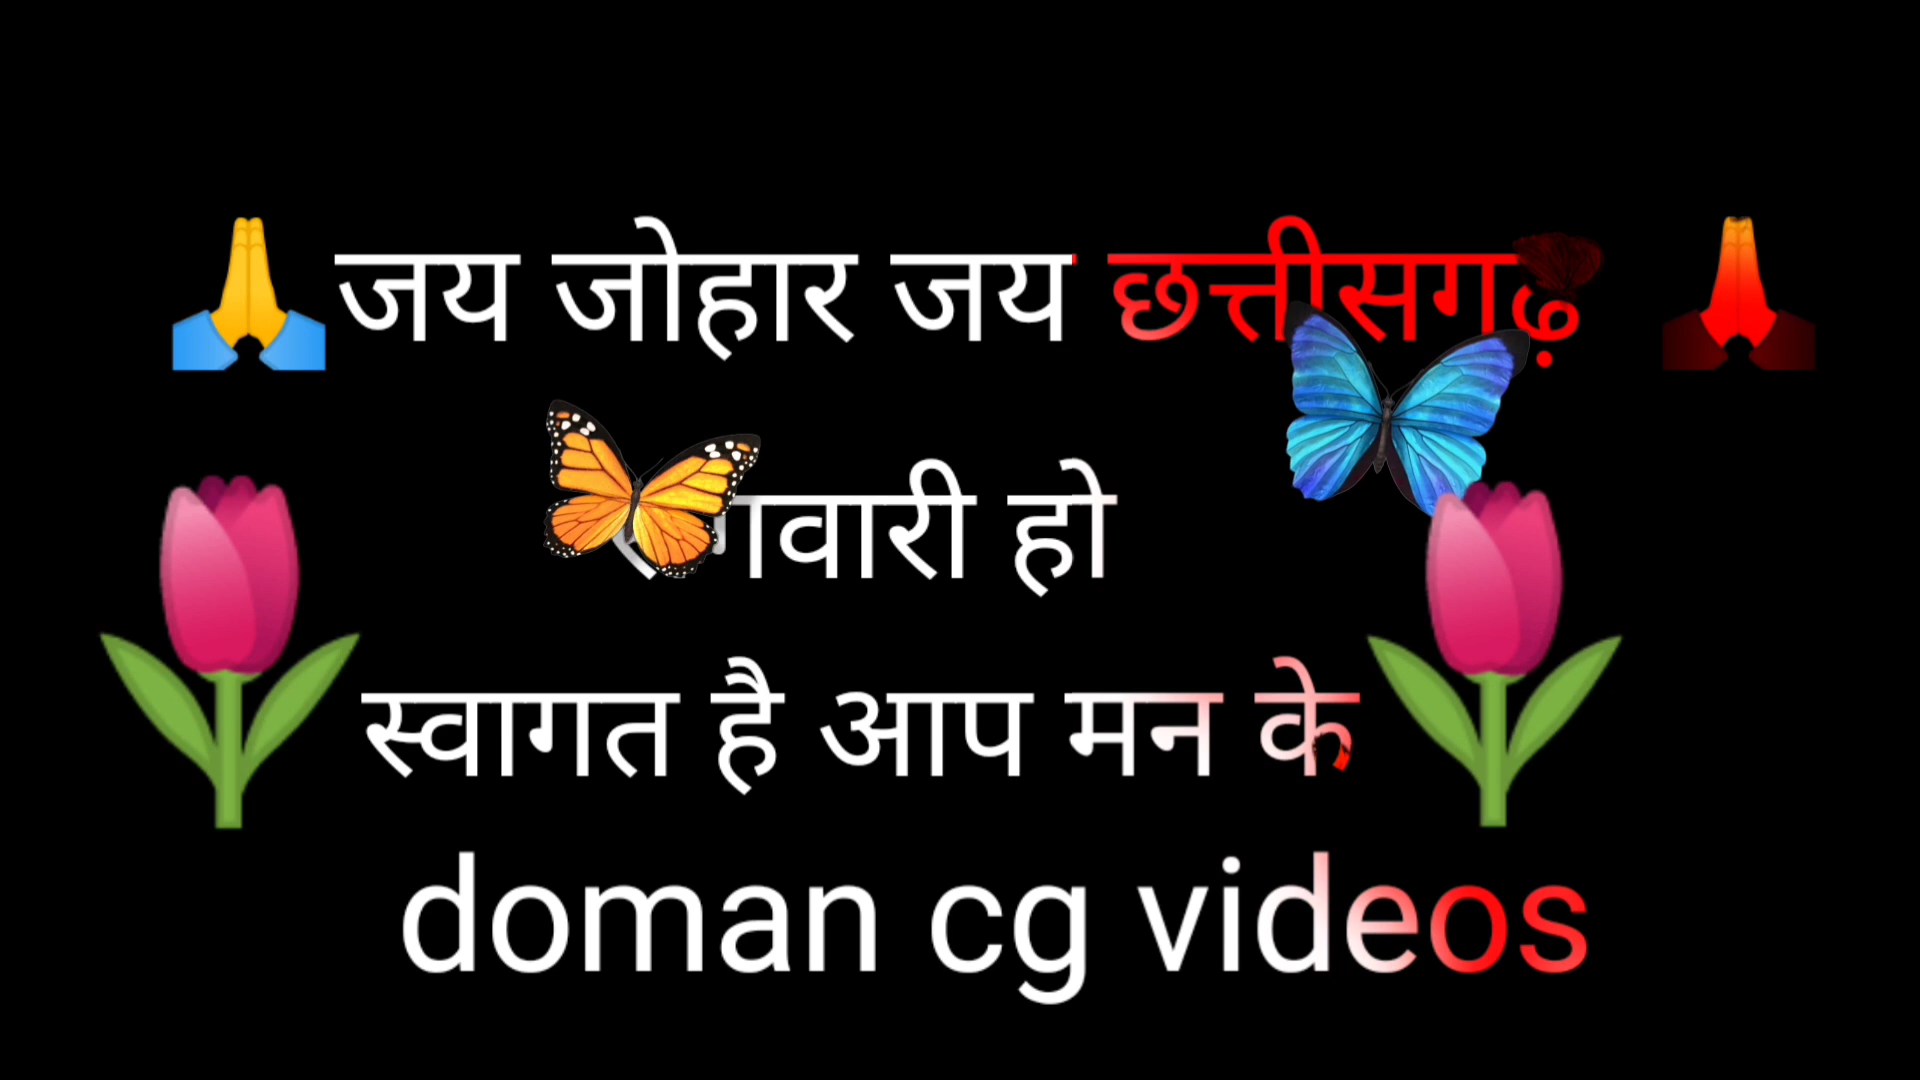 जय जोहार जय छत्तीसगढ़
हो
स्वागत है आप मन के
doman cg videos